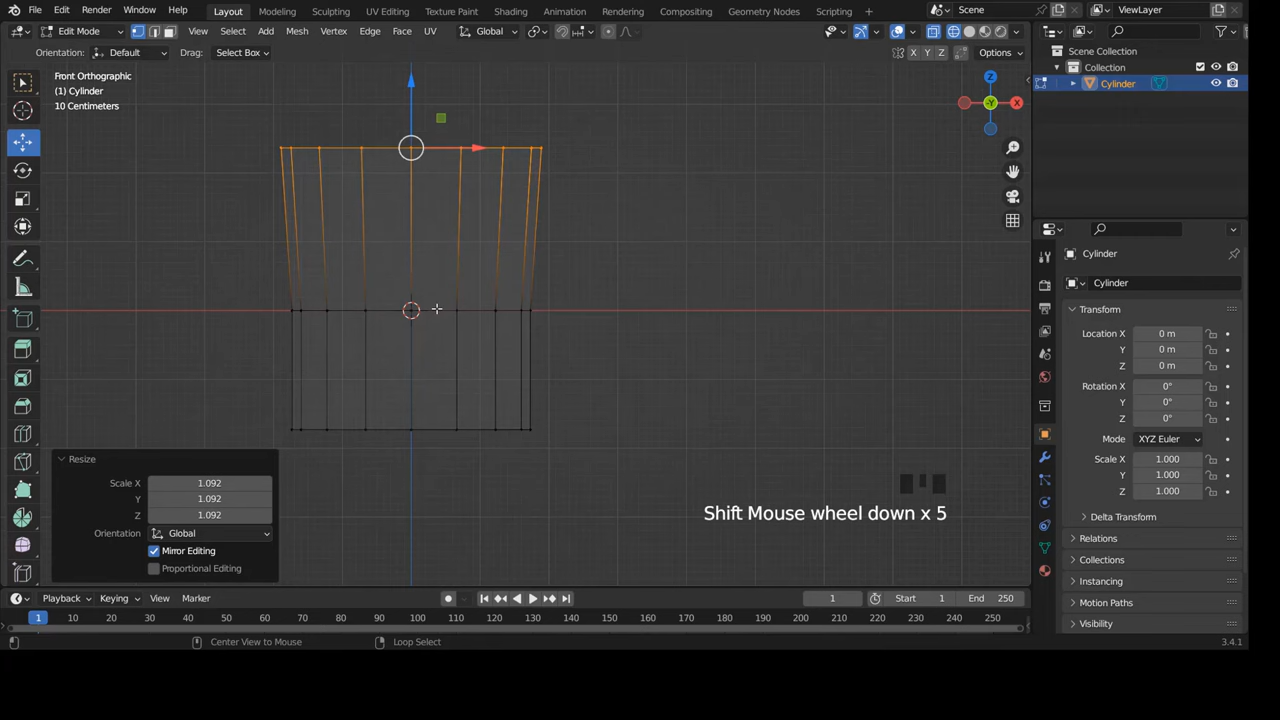 File Edit Render Window Help Layout Modeling Sculpting UV Editing Texture Paint Shading Animation Rendering Compositing Geometry Nodes Scripting Scene ViewLayer
Edit Mode View Select Add Mesh Vertex Edge Face UV Global
Orientation: Default Drag: Select Box X Y Z Options
Scene Collection
Collection
Cylinder
Front Orthographic
(1) Cylinder
10 Centimeters
Z
X
-Y
Cylinder
Cylinder
Transform
Location X 0 m
Y 0 m
Z 0 m
Rotation X 0°
Y 0°
Z 0°
Mode XYZ Euler
Scale X 1.000
Y 1.000
Z 1.000
Delta Transform
Relations
Collections
Instancing
Motion Paths
Visibility
Resize
Scale X 1.092
Y 1.092
Z 1.092
Orientation Global
Mirror Editing
Proportional Editing
Shift Mouse wheel down x 5
Playback Keying View Marker 1 Start 1 End 250
1 10 20 30 40 50 60 70 80 90 100 110 120 130 140 150 160 170 180 190 200 210 220 230 240 250
Center View to Mouse Loop Select 3.4.1